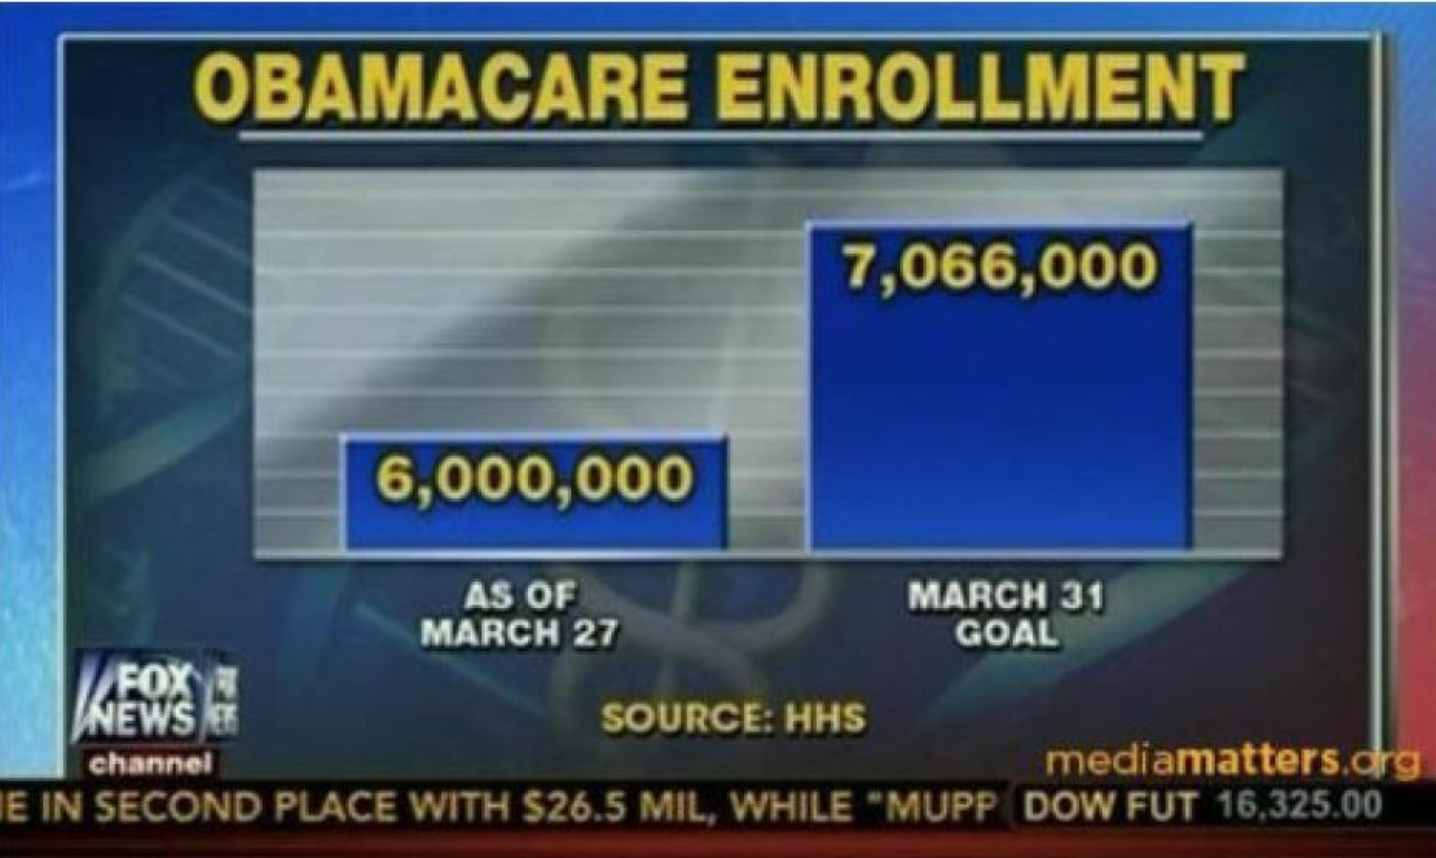 OBAMACARE ENROLLMENT
7,066,000
6,000,000
AS OF
MARCH 27
MARCH 31
GOAL
SOURCE: HHS
FOX
NEWS
channel
mediamatters.org
IN SECOND PLACE WITH $26.5 MIL, WHILE "MUPP DOW FUT 16,325.00